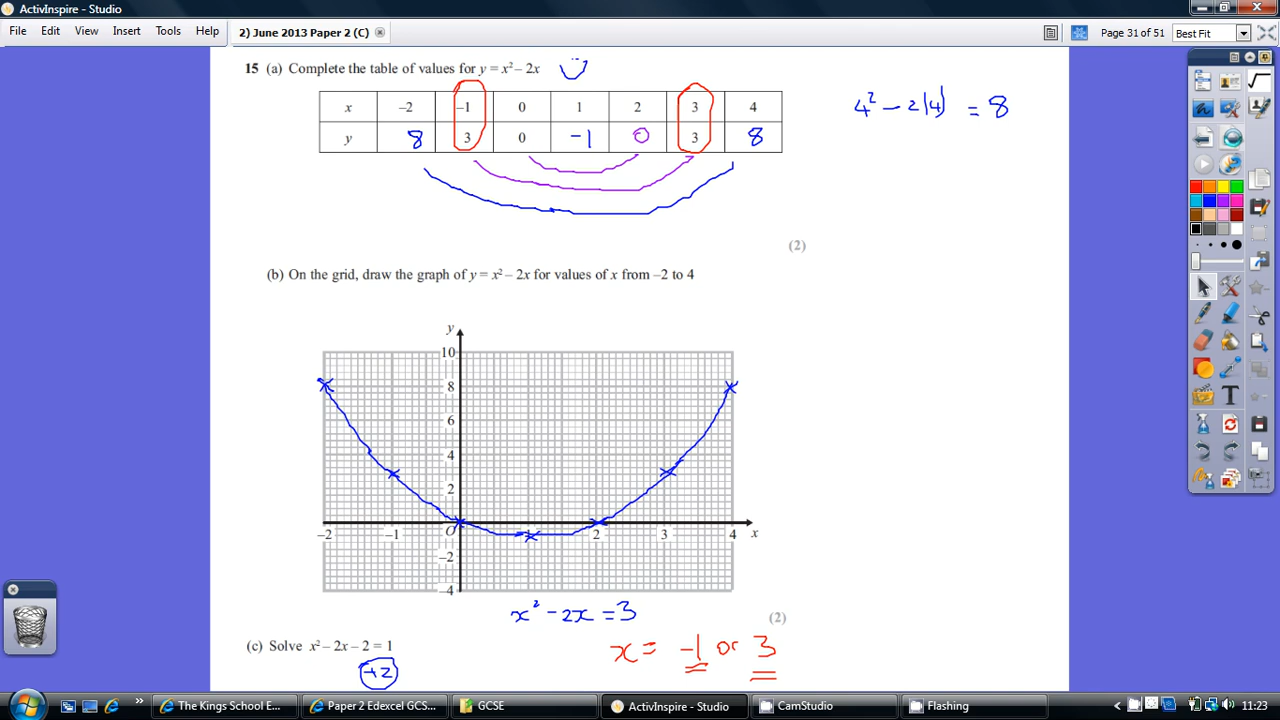 ActivInspire - Studio
File Edit View Insert Tools Help
2) June 2013 Paper 2 (C)
Page 31 of 51
Best Fit
15 (a) Complete the table of values for y = x² – 2x
x –2 –1 0 1 2 3 4
y 8 3 0 -1 0 3 8
4² - 2(4) = 8
(2)
(b) On the grid, draw the graph of y = x² – 2x for values of x from –2 to 4
y
10
8
6
4
2
O
–2 –1 2 3 4 x
–2
–4
x² - 2x = 3
(2)
(c) Solve x² – 2x – 2 = 1
+2
x = -1 or 3
The Kings School E...
Paper 2 Edexcel GCS...
GCSE
ActivInspire - Studio
CamStudio
Flashing
11:23